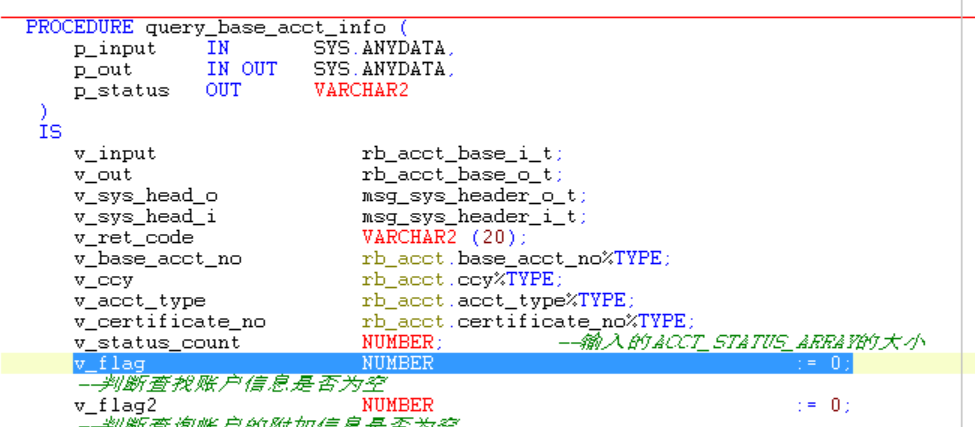 PROCEDURE query_base_acct_info (
p_input IN SYS.ANYDATA,
p_out IN OUT SYS.ANYDATA,
p_status OUT VARCHAR2
)
IS
v_input rb_acct_base_i_t;
v_out rb_acct_base_o_t;
v_sys_head_o msg_sys_header_o_t;
v_sys_head_i msg_sys_header_i_t;
v_ret_code VARCHAR2 (20);
v_base_acct_no rb_acct.base_acct_no%TYPE;
v_ccy rb_acct.ccy%TYPE;
v_acct_type rb_acct.acct_type%TYPE;
v_certificate_no rb_acct.certificate_no%TYPE;
v_status_count NUMBER; --输入的ACCT_STATUS_ARRAY的大小
v_flag NUMBER := 0;
--判断查找账户信息是否为空
v_flag2 NUMBER := 0;
--判断查询账户的附加信息是否为空